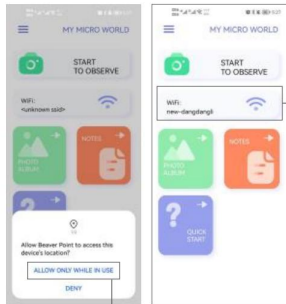 MY MICRO WORLD
START
TO OBSERVE
WiFi:
<unknown ssid>
PHOTO
ALBUM
NOTES
Allow Beaver Point to access this
device's location?
ALLOW ONLY WHILE IN USE
DENY
MY MICRO WORLD
START
TO OBSERVE
WiFi:
new-dangdangli
PHOTO
ALBUM
NOTES
QUICK
START